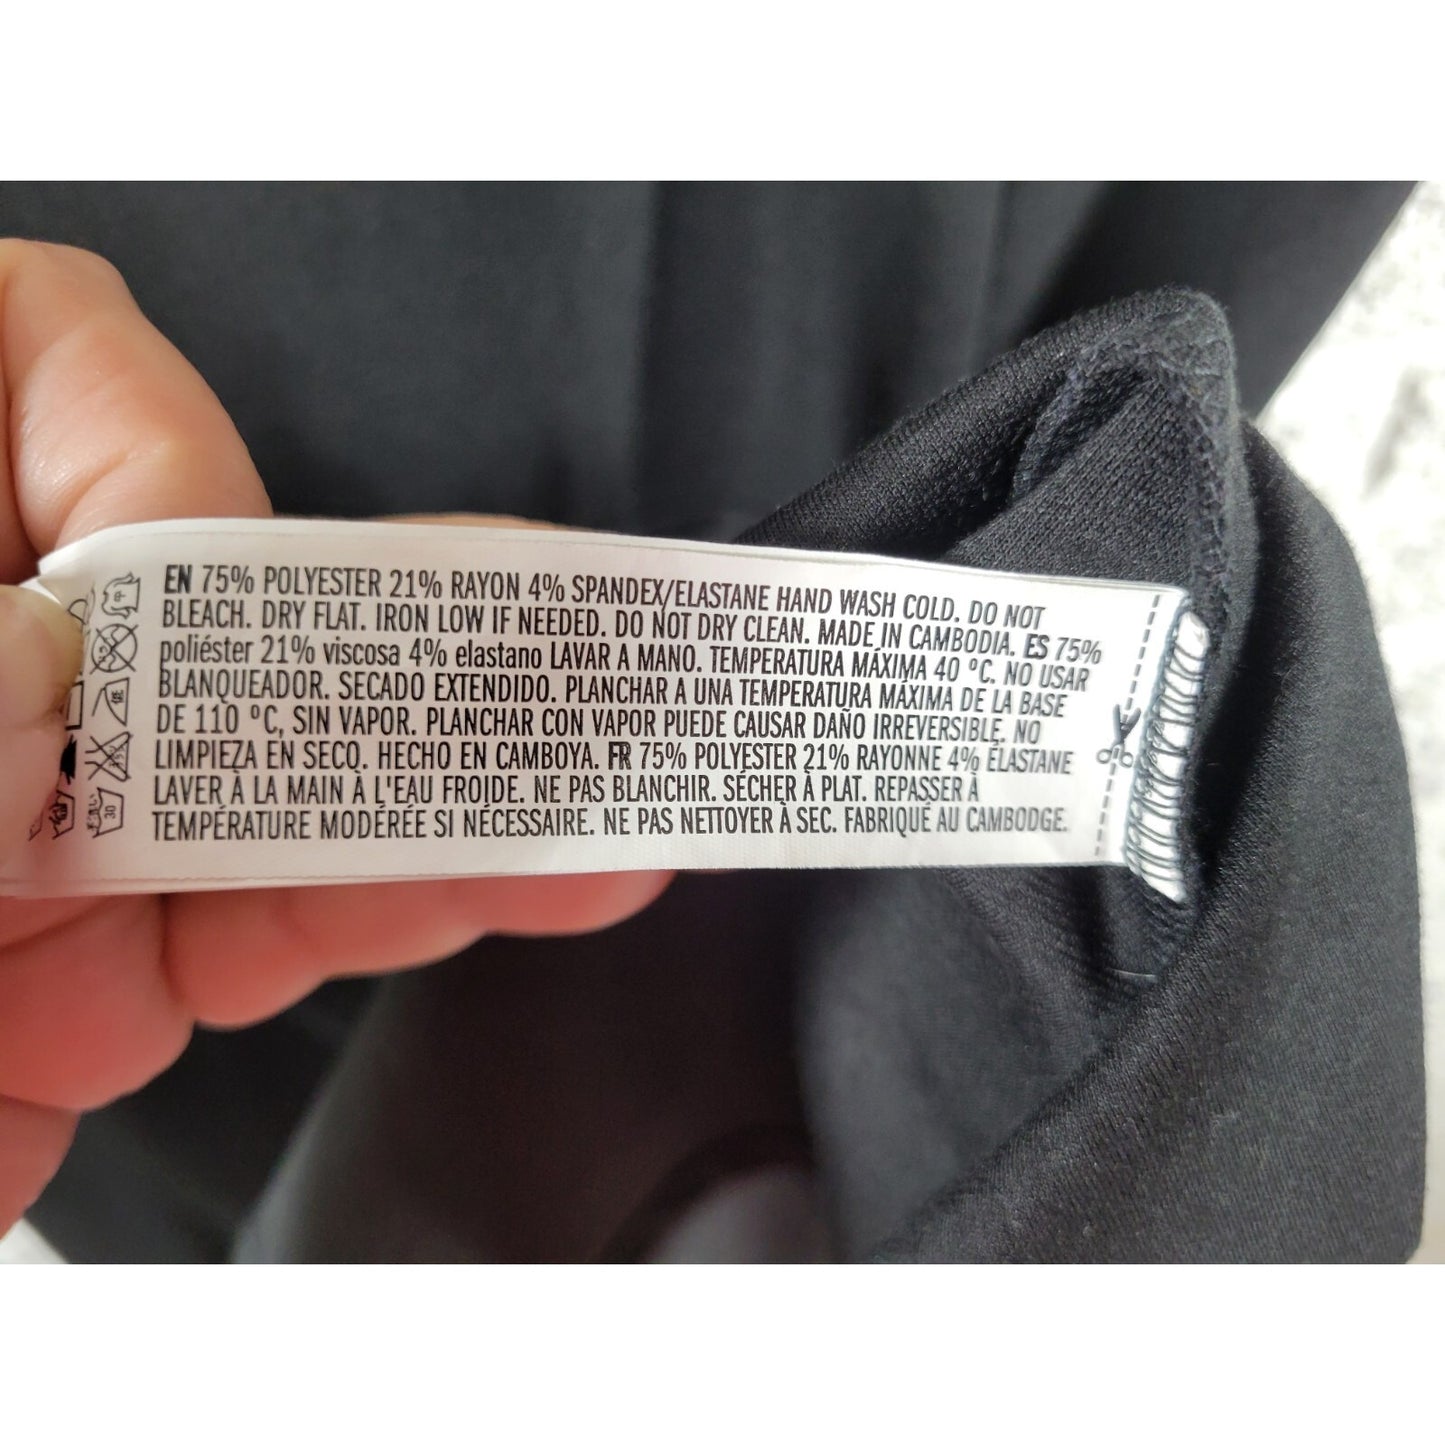 EN 75% POLYESTER 21% RAYON 4% SPANDEX/ELASTANE HAND WASH COLD. DO NOT
BLEACH. DRY FLAT. IRON LOW IF NEEDED. DO NOT DRY CLEAN. MADE IN CAMBODIA. ES 75%
poliéster 21% viscosa 4% elastano LAVAR A MANO. TEMPERATURA MÁXIMA 40 °C. NO USAR
BLANQUEADOR. SECADO EXTENDIDO. PLANCHAR A UNA TEMPERATURA MÁXIMA DE LA BASE
DE 110 °C, SIN VAPOR. PLANCHAR CON VAPOR PUEDE CAUSAR DAÑO IRREVERSIBLE. NO
LIMPIEZA EN SECO. HECHO EN CAMBOYA. FR 75% POLYESTER 21% RAYONNE 4% ÉLASTANE
LAVER À LA MAIN À L'EAU FROIDE. NE PAS BLANCHIR. SÉCHER À PLAT. REPASSER À
TEMPÉRATURE MODÉRÉE SI NÉCESSAIRE. NE PAS NETTOYER À SEC. FABRIQUÉ AU CAMBODGE.
30